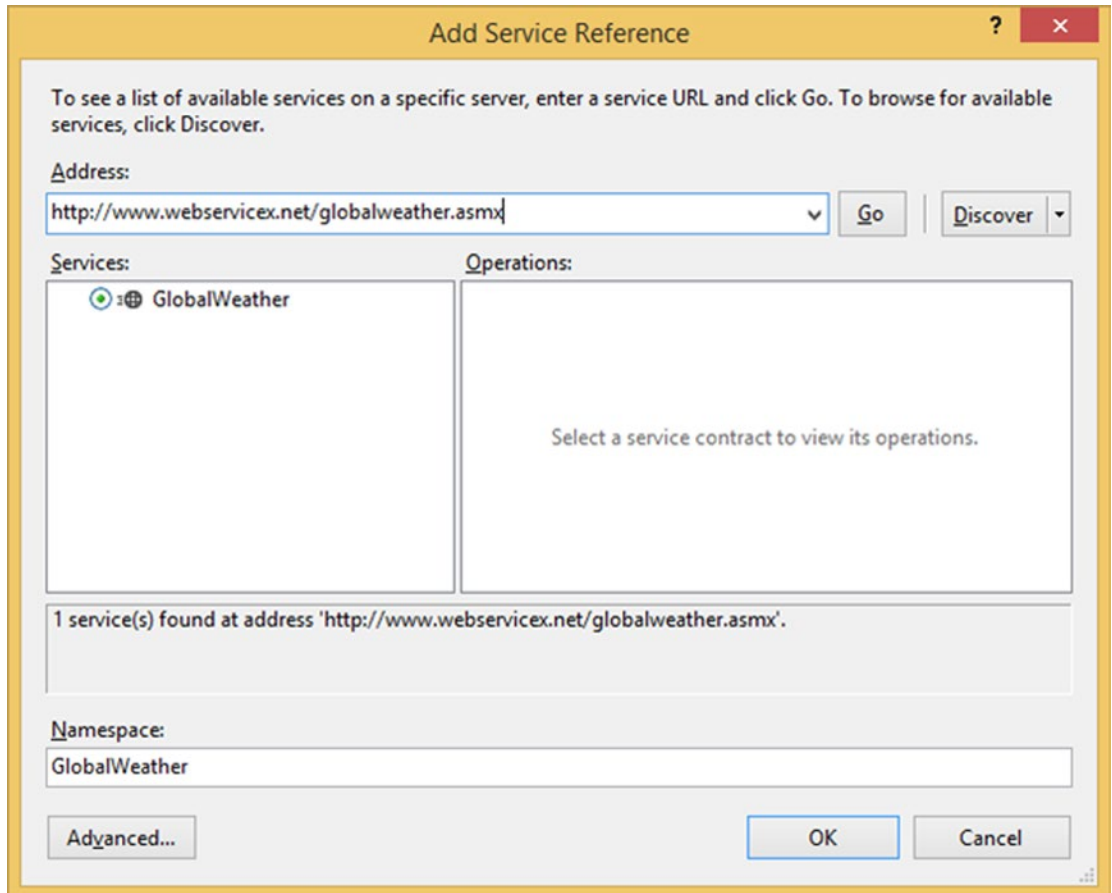 Add Service Reference
?
To see a list of available services on a specific server, enter a service URL and click Go. To browse for available
services, click Discover.
Address:
http://www.webservicex.net/globalweather.asmx
Go
Discover
Services:
Operations:
GlobalWeather
Select a service contract to view its operations.
1 service(s) found at address 'http://www.webservicex.net/globalweather.asmx'.
Namespace:
GlobalWeather
Advanced...
OK
Cancel